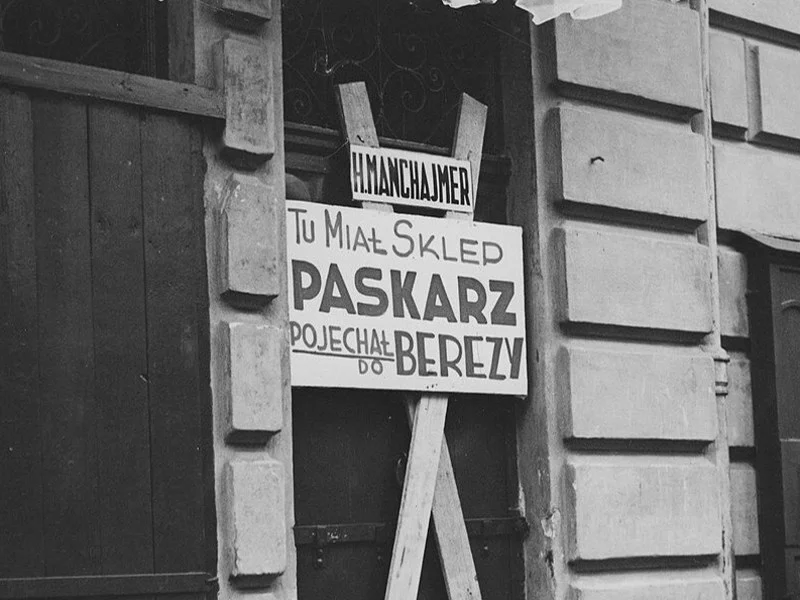 H. MANCHAJMER
TU MIAŁ SKLEP
PASKARZ
POJECHAŁ
DO BEREZY